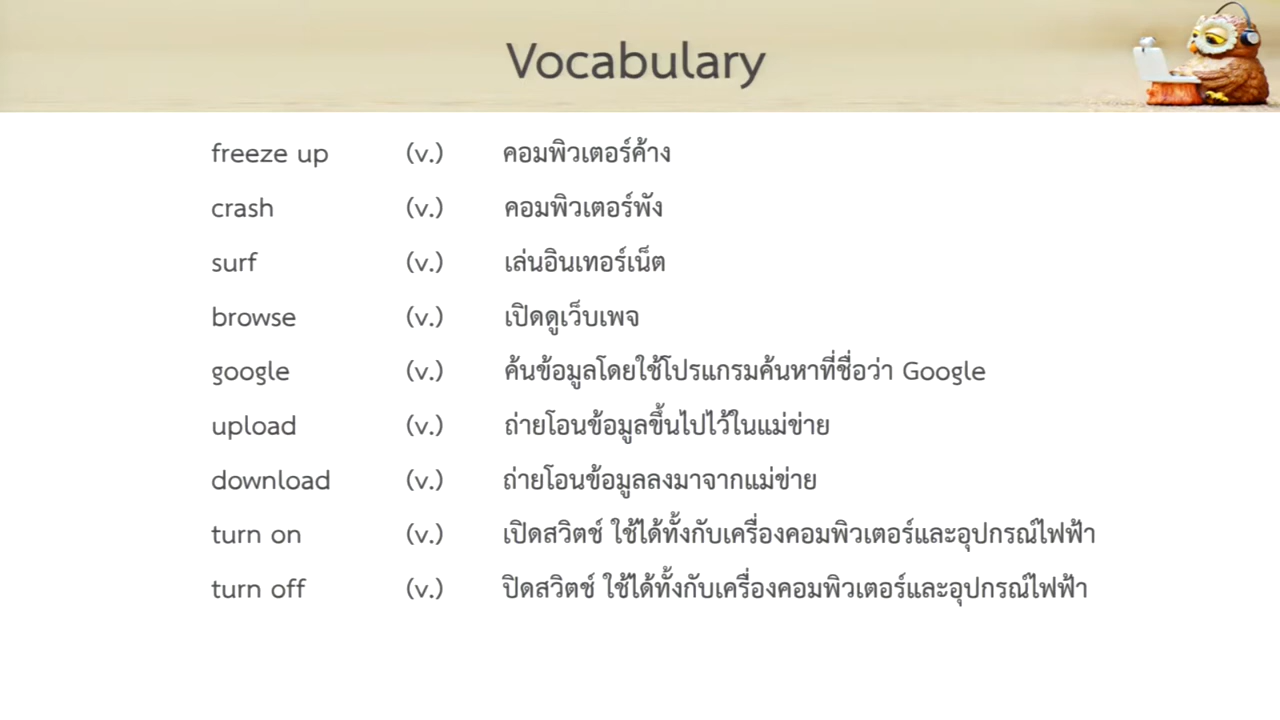 Vocabulary
freeze up (v.) คอมพิวเตอร์ค้าง
crash (v.) คอมพิวเตอร์พัง
surf (v.) เล่นอินเทอร์เน็ต
browse (v.) เปิดดูเว็บเพจ
google (v.) ค้นข้อมูลโดยใช้โปรแกรมค้นหาที่ชื่อว่า Google
upload (v.) ถ่ายโอนข้อมูลขึ้นไปไว้ในแม่ข่าย
download (v.) ถ่ายโอนข้อมูลลงมาจากแม่ข่าย
turn on (v.) เปิดสวิตช์ ใช้ได้ทั้งกับเครื่องคอมพิวเตอร์และอุปกรณ์ไฟฟ้า
turn off (v.) ปิดสวิตช์ ใช้ได้ทั้งกับเครื่องคอมพิวเตอร์และอุปกรณ์ไฟฟ้า